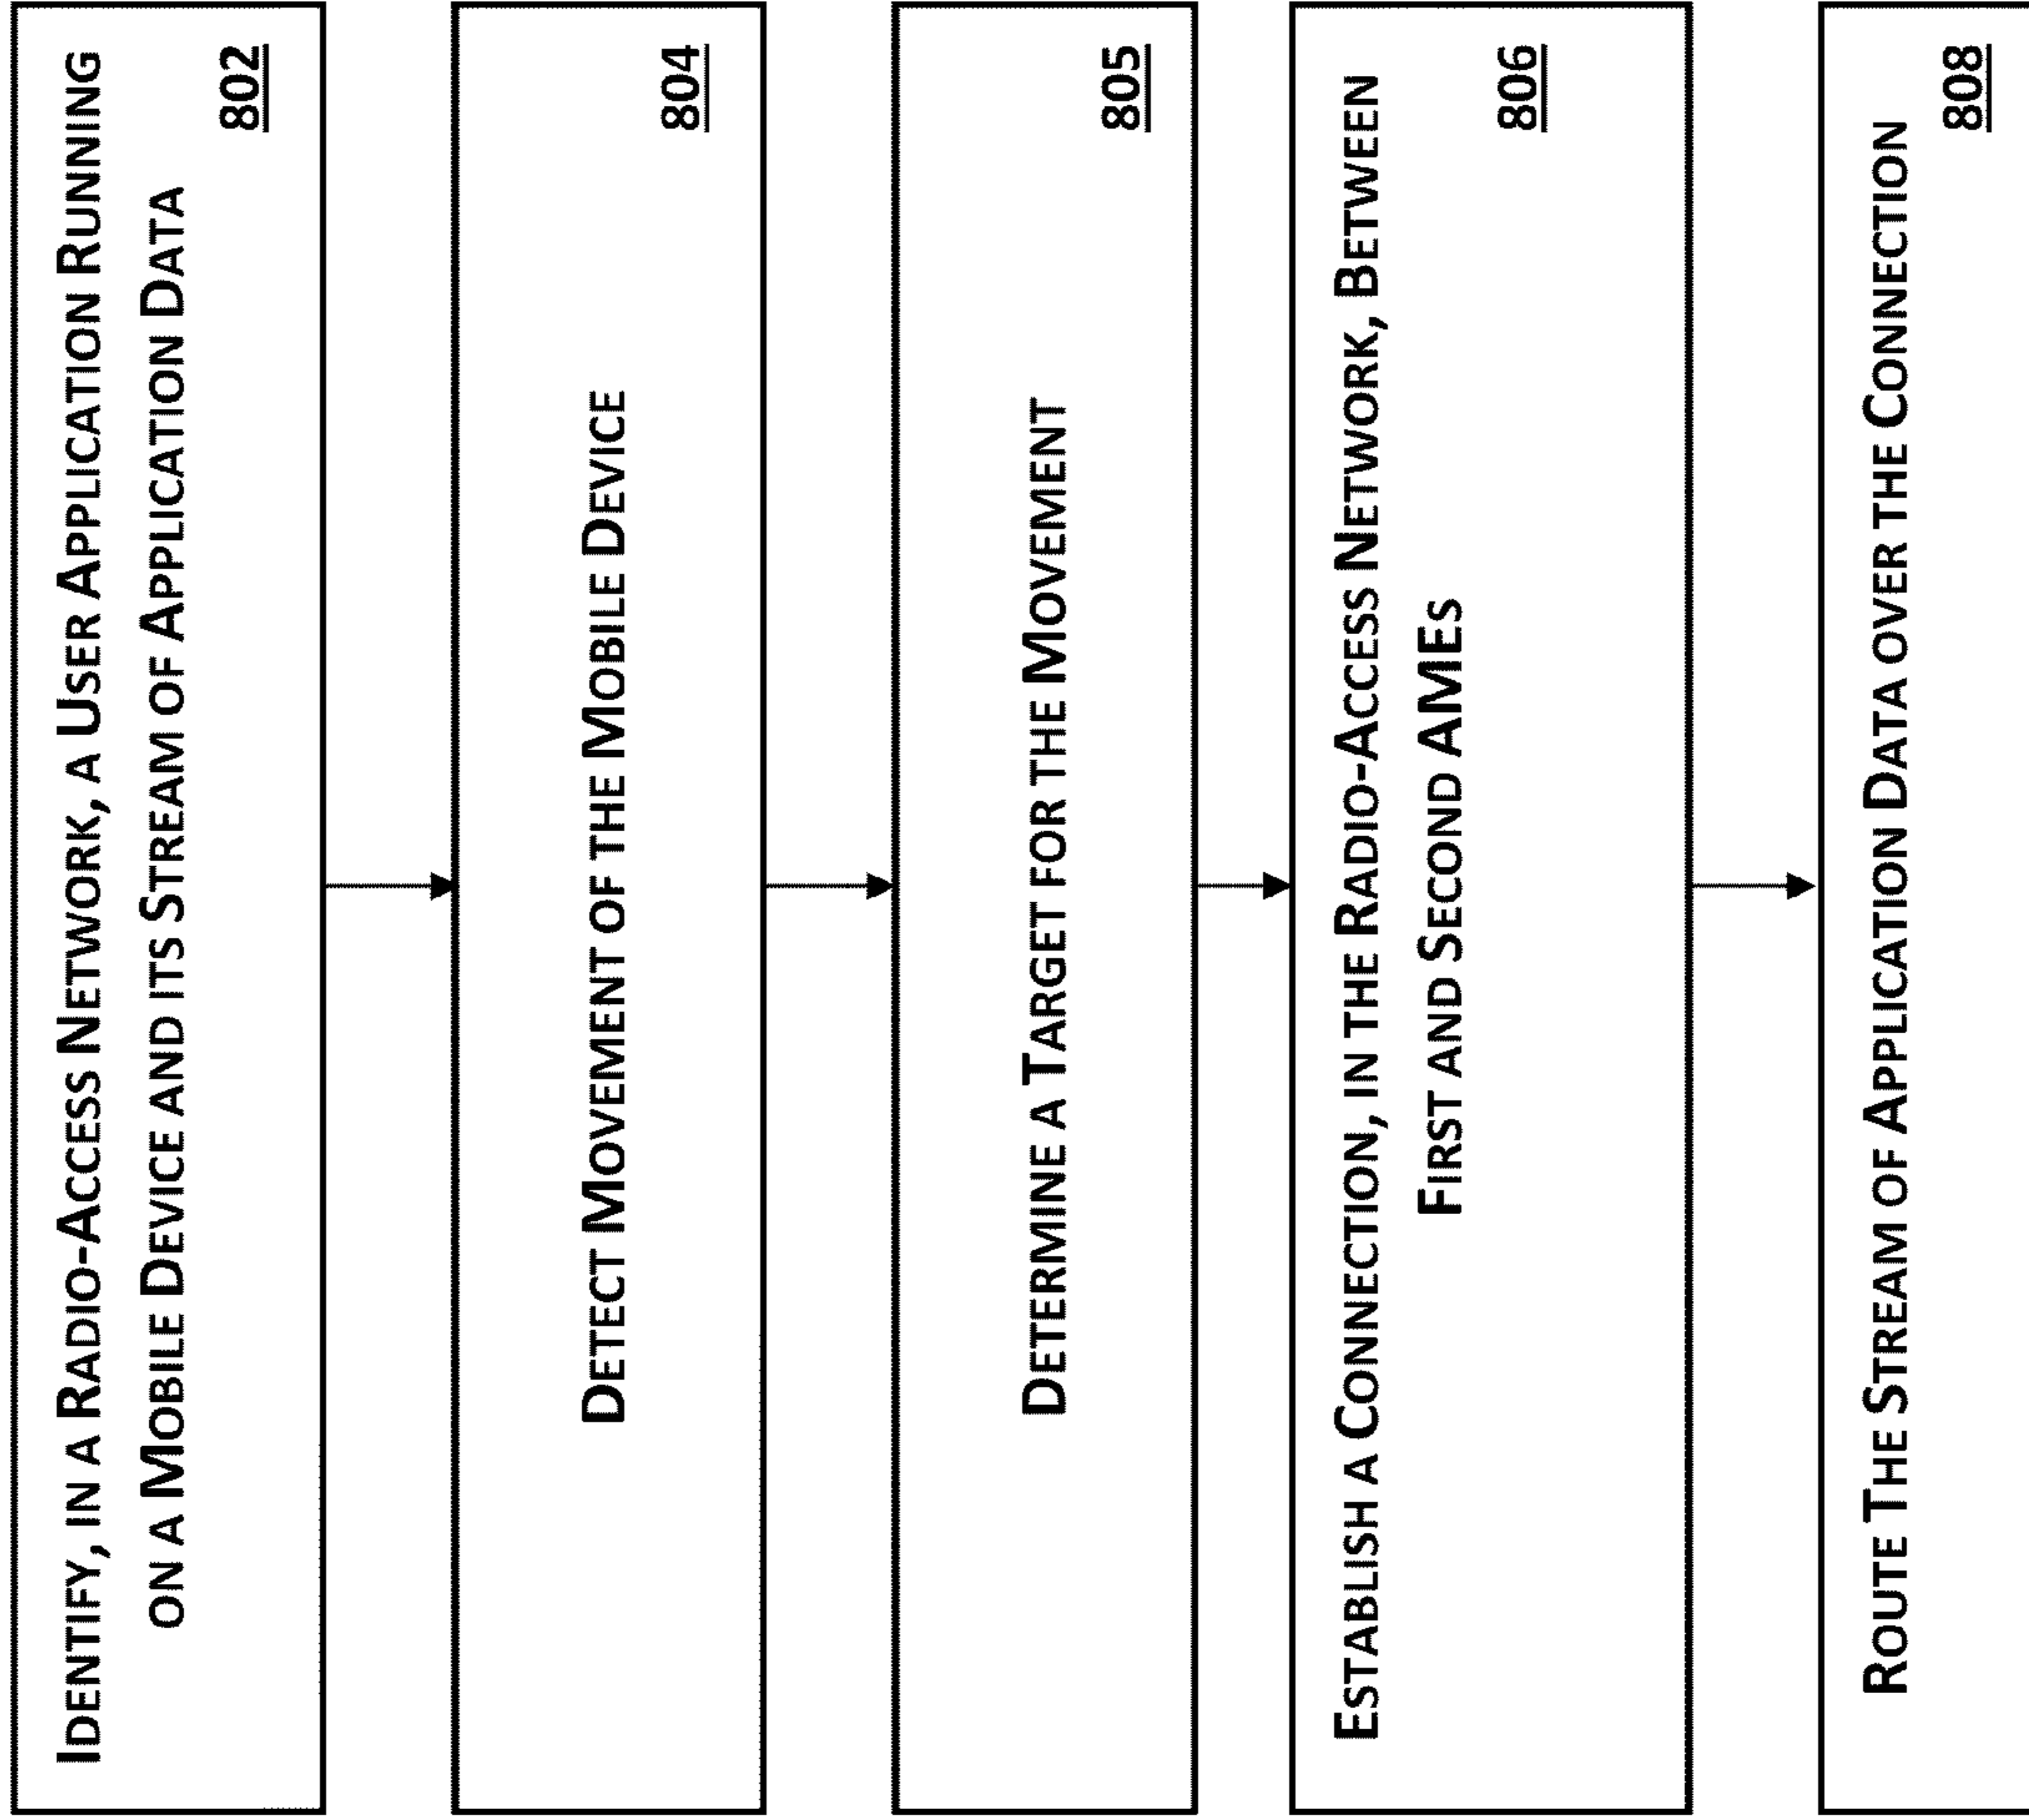 IDENTIFY, IN A RADIO-ACCESS NETWORK, A USER APPLICATION RUNNING
ON A MOBILE DEVICE AND ITS STREAM OF APPLICATION DATA
802
DETECT MOVEMENT OF THE MOBILE DEVICE
804
DETERMINE A TARGET FOR THE MOVEMENT
805
ESTABLISH A CONNECTION, IN THE RADIO-ACCESS NETWORK, BETWEEN
FIRST AND SECOND AMES
806
ROUTE THE STREAM OF APPLICATION DATA OVER THE CONNECTION
808